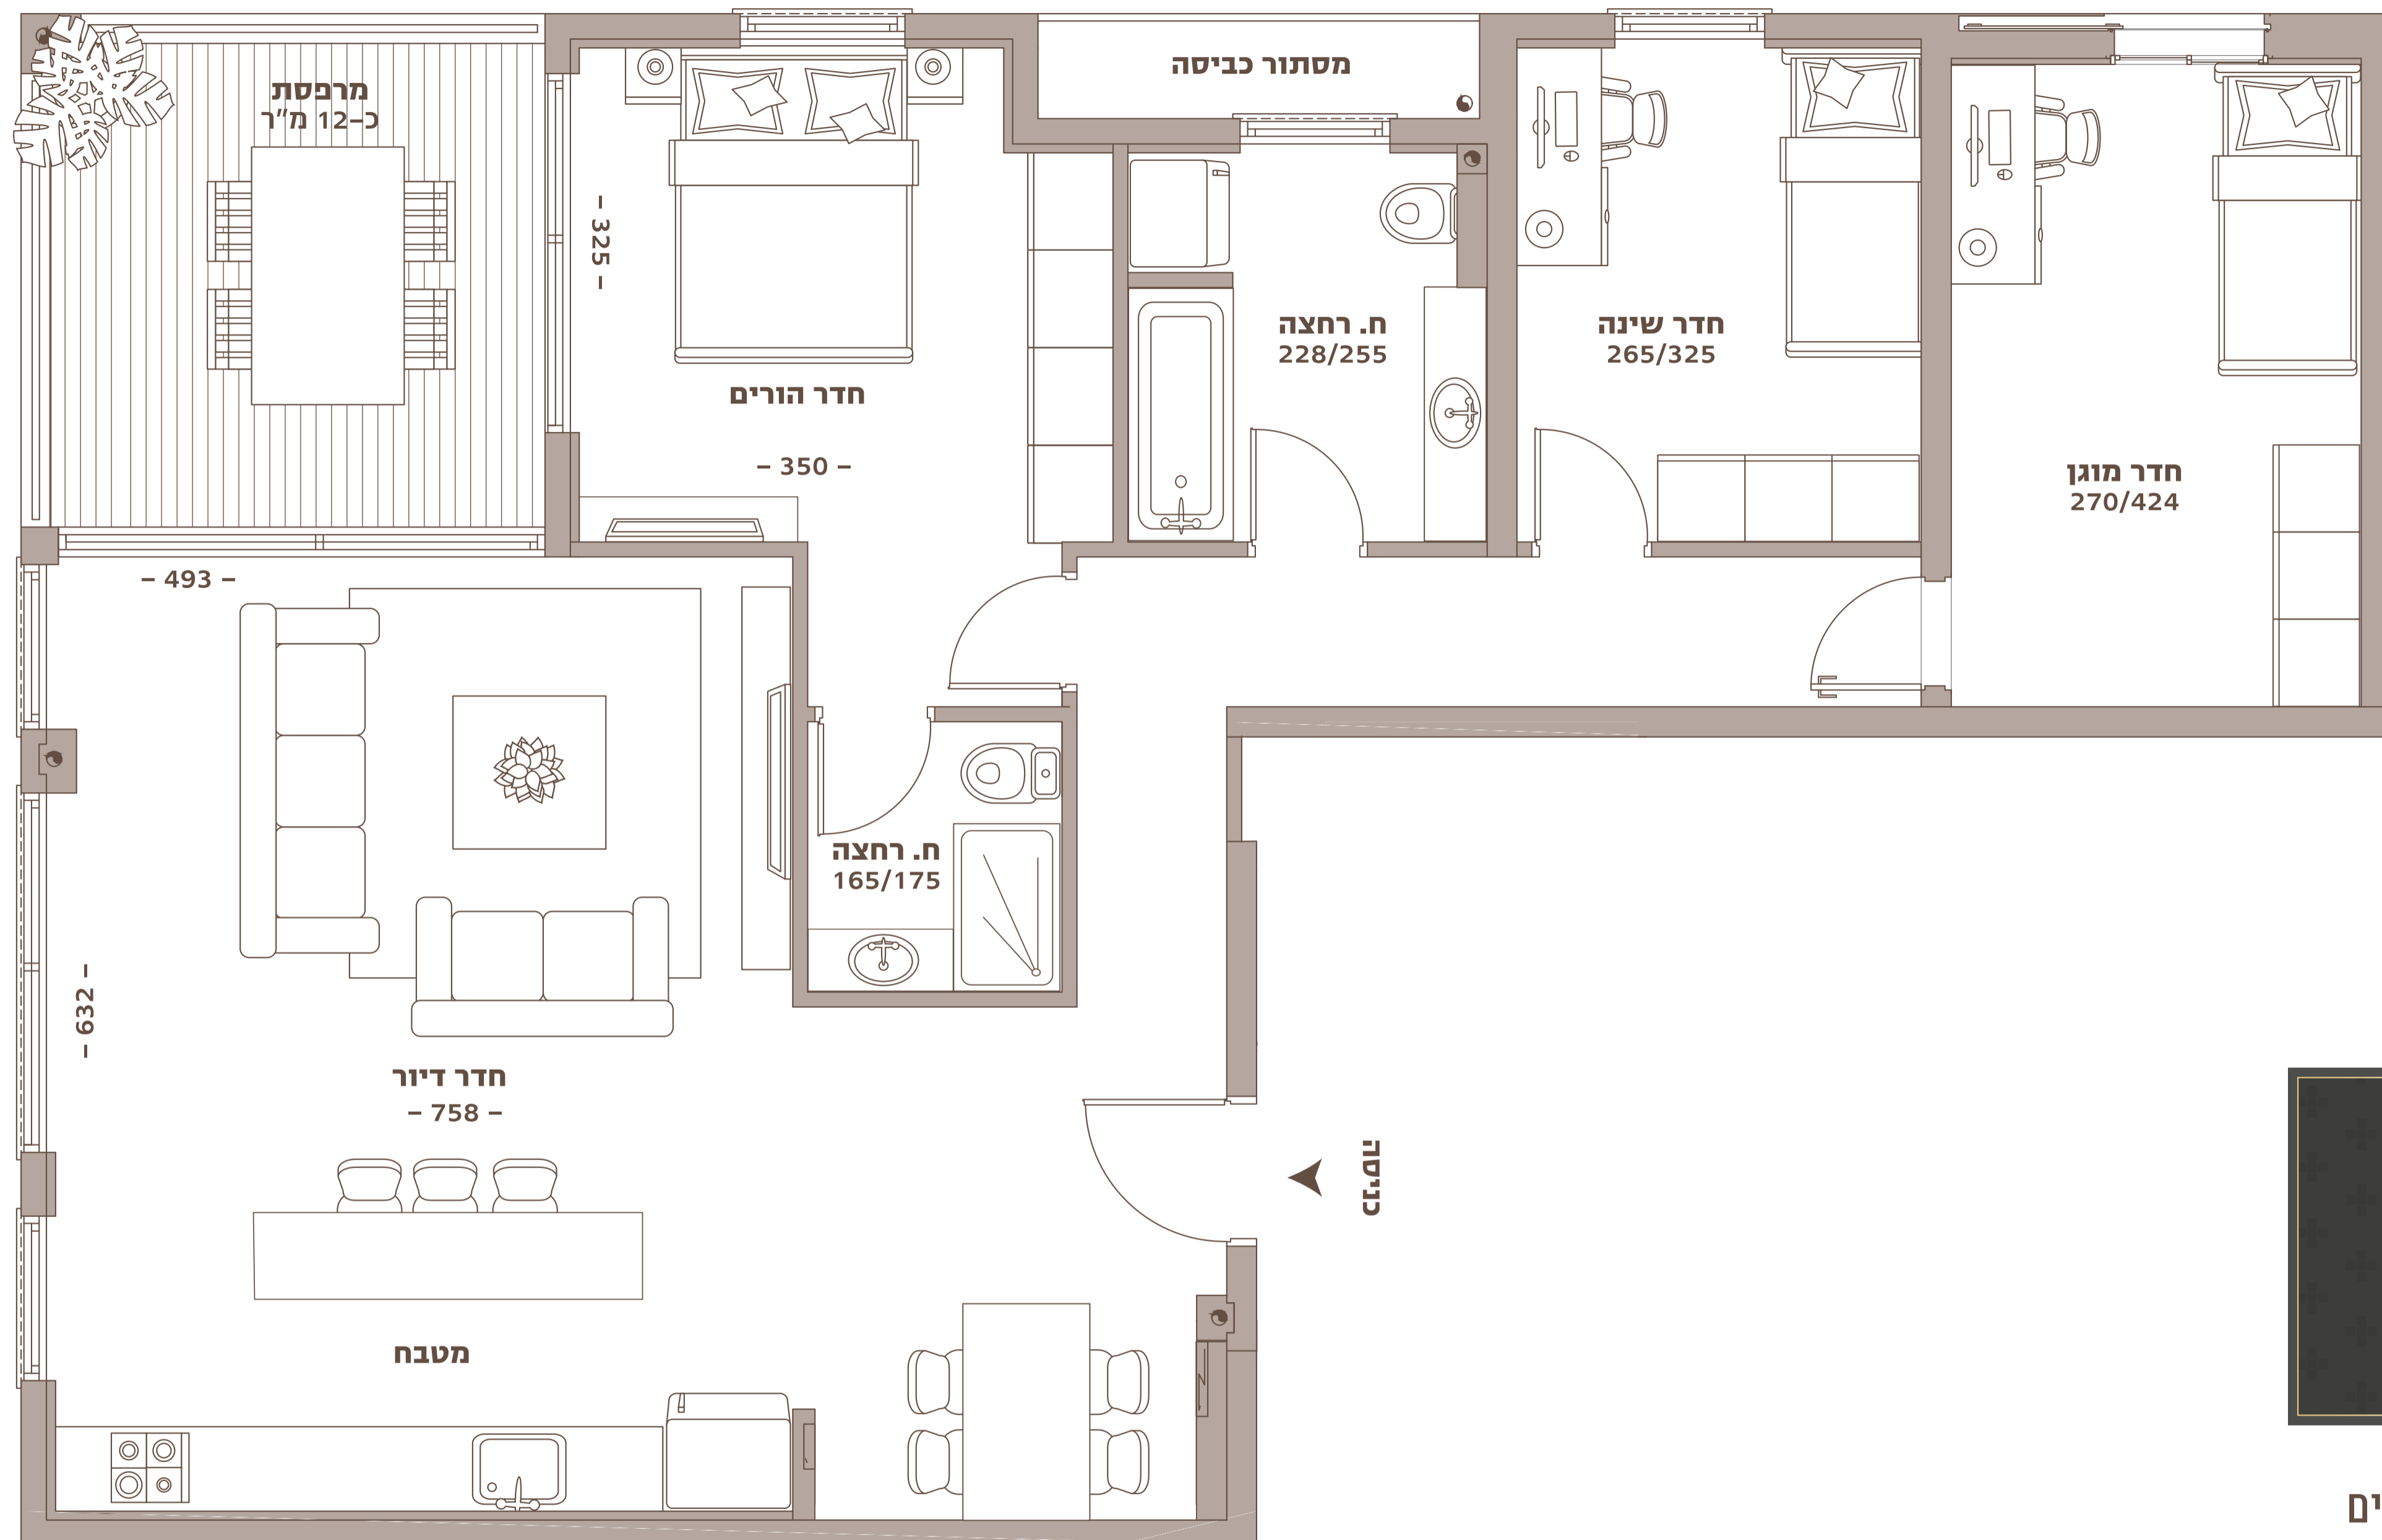 מסתור כביסה
מרפסת
כ-12 מ"ר
– 325 –
ח. רחצה
228/255
חדר שינה
265/325
חדר הורים
– 350 –
חדר מוגן
270/424
– 493 –
ח. רחצה
165/175
– 632 –
חדר דיור
– 758 –
כניסה
מטבח
ים